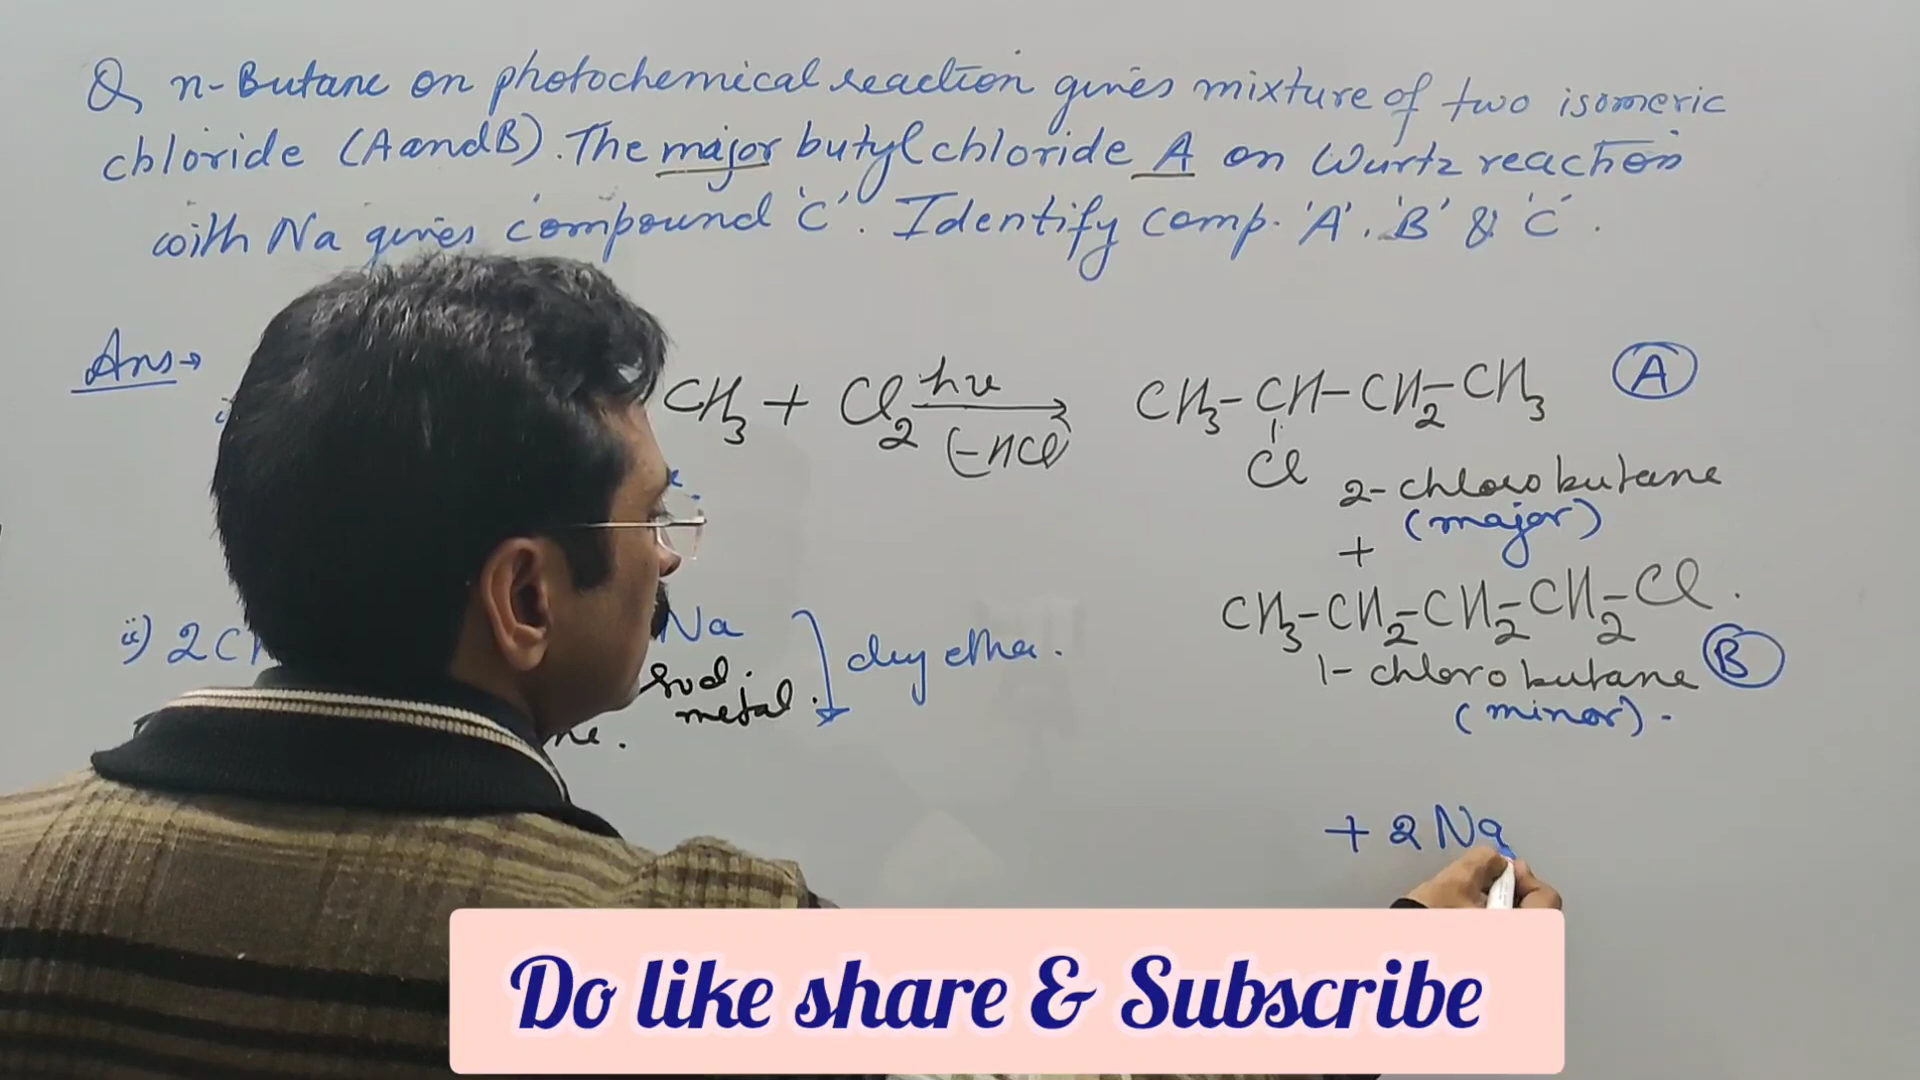 Q, n-Butane on photochemical reaction gives mixture of two isomeric
chloride (A and B). The major butyl chloride A on Wurtz reaction
with Na gives compound 'C'. Identify comp. 'A', 'B' & 'C'.
Ans→
CH3 + Cl2 hν (-HCl) CH3-CH-CH2-CH3 A
Cl
2-chlorobutane
(major)
+
CH3-CH2-CH2-CH2-Cl.
1-chlorobutane B
(minor).
ii) 2CH Na dry ether.
Sod.
metal.
ne.
+ 2Na
Do like share & Subscribe